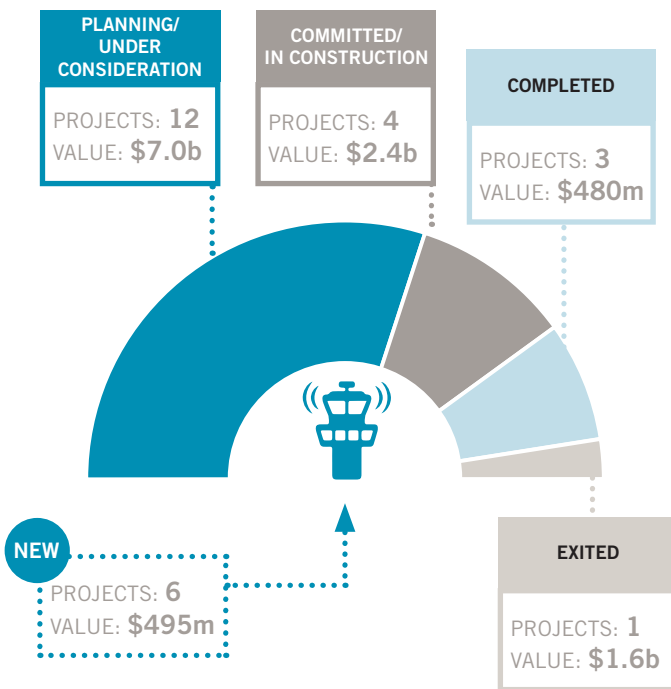 PLANNING/
UNDER
CONSIDERATION
PROJECTS: 12
VALUE: $7.0b
COMMITTED/
IN CONSTRUCTION
PROJECTS: 4
VALUE: $2.4b
COMPLETED
PROJECTS: 3
VALUE: $480m
NEW
PROJECTS: 6
VALUE: $495m
EXITED
PROJECTS: 1
VALUE: $1.6b